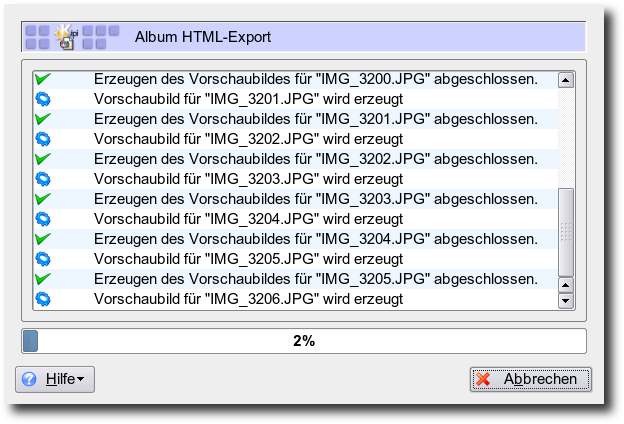 Album HTML-Export
Erzeugen des Vorschaubildes für "IMG_3200.JPG" abgeschlossen.
Vorschaubild für "IMG_3201.JPG" wird erzeugt
Erzeugen des Vorschaubildes für "IMG_3201.JPG" abgeschlossen.
Vorschaubild für "IMG_3202.JPG" wird erzeugt
Erzeugen des Vorschaubildes für "IMG_3202.JPG" abgeschlossen.
Vorschaubild für "IMG_3203.JPG" wird erzeugt
Erzeugen des Vorschaubildes für "IMG_3203.JPG" abgeschlossen.
Vorschaubild für "IMG_3204.JPG" wird erzeugt
Erzeugen des Vorschaubildes für "IMG_3204.JPG" abgeschlossen.
Vorschaubild für "IMG_3205.JPG" wird erzeugt
Erzeugen des Vorschaubildes für "IMG_3205.JPG" abgeschlossen.
Vorschaubild für "IMG_3206.JPG" wird erzeugt
2%
Hilfe
Abbrechen